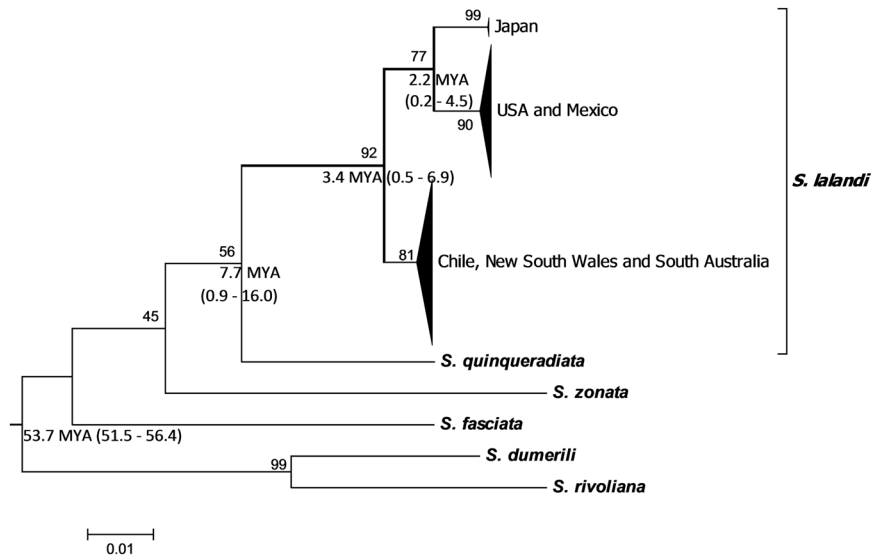 99
Japan
77
2.2 MYA
(0.2 - 4.5)
USA and Mexico
90
92
3.4 MYA (0.5 - 6.9)
S. lalandi
56
81
Chile, New South Wales and South Australia
7.7 MYA
(0.9 - 16.0)
45
S. quinqueradiata
S. zonata
S. fasciata
53.7 MYA (51.5 - 56.4)
S. dumerili
99
S. rivoliana
0.01